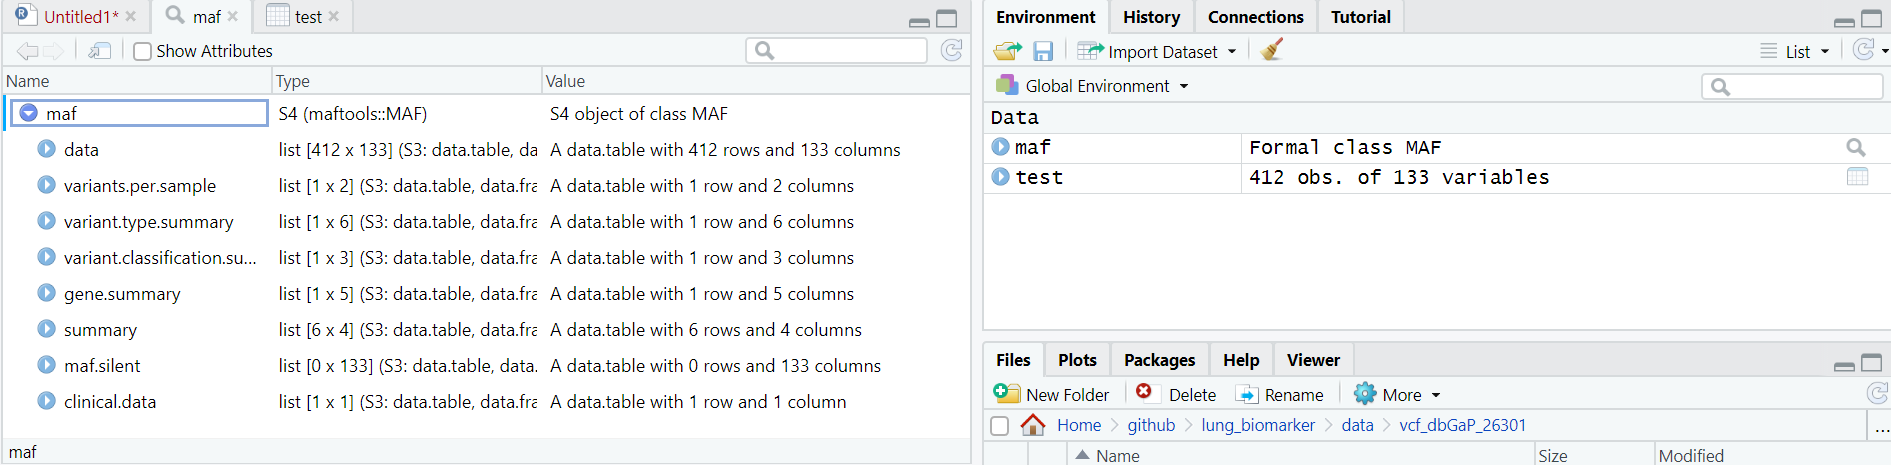 Untitled1* maf test
Show Attributes
Name Type Value
maf S4 (maftools::MAF) S4 object of class MAF
data list [412 x 133] (S3: data.table, da A data.table with 412 rows and 133 columns
variants.per.sample list [1 x 2] (S3: data.table, data.fra A data.table with 1 row and 2 columns
variant.type.summary list [1 x 6] (S3: data.table, data.fra A data.table with 1 row and 6 columns
variant.classification.su... list [1 x 3] (S3: data.table, data.fra A data.table with 1 row and 3 columns
gene.summary list [1 x 5] (S3: data.table, data.fra A data.table with 1 row and 5 columns
summary list [6 x 4] (S3: data.table, data.fra A data.table with 6 rows and 4 columns
maf.silent list [0 x 133] (S3: data.table, data. A data.table with 0 rows and 133 columns
clinical.data list [1 x 1] (S3: data.table, data.fra A data.table with 1 row and 1 column
maf
Environment History Connections Tutorial
Import Dataset List
Global Environment
Data
maf Formal class MAF
test 412 obs. of 133 variables
Files Plots Packages Help Viewer
New Folder Delete Rename More
Home github lung_biomarker data vcf_dbGaP_26301 ...
Name Size Modified